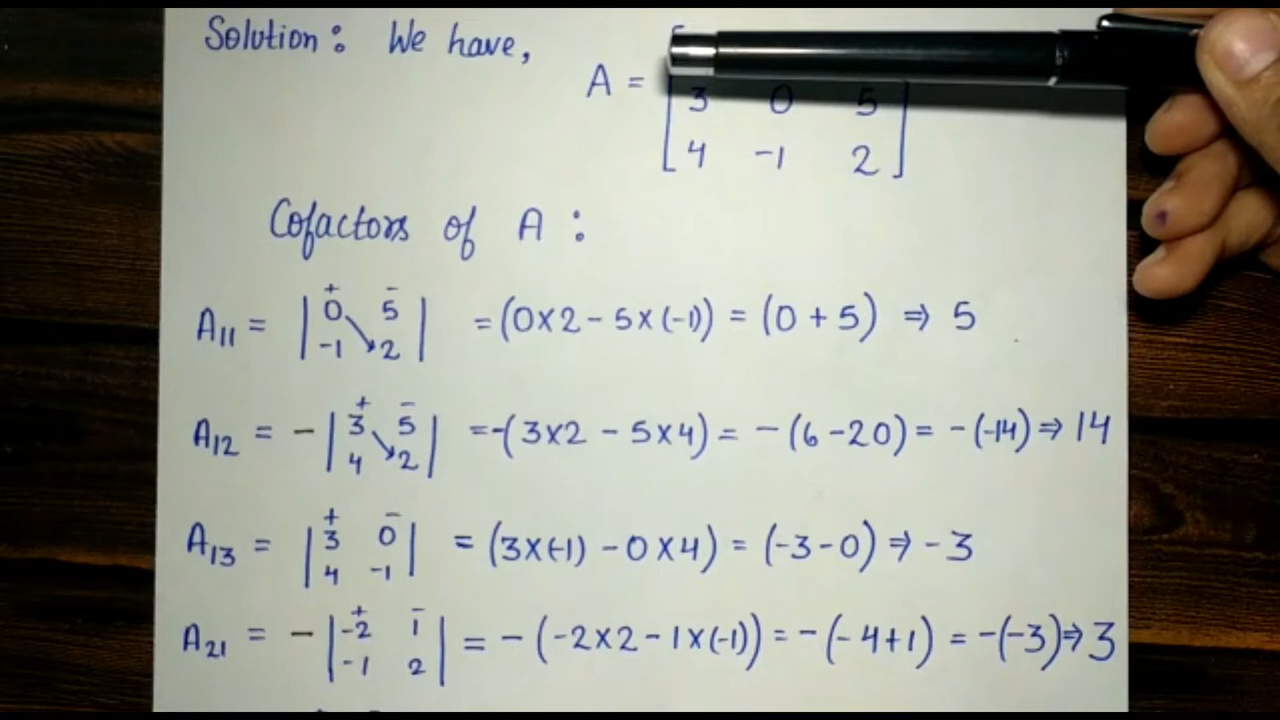 Solution: We have,
A = [
3 0 5
4 -1 2 ]
Cofactors of A :
A11 = | 0 5 | = (0×2 - 5×(-1)) = (0 + 5) ⇒ 5
| -1 2 |
A12 = - | 3 5 | = -(3×2 - 5×4) = - (6 - 20) = - (-14) ⇒ 14
| 4 2 |
A13 = | 3 0 | = (3×(-1) - 0×4) = (-3 - 0) ⇒ -3
| 4 -1 |
A21 = - | -2 1 | = - (-2×2 - 1×(-1)) = - (-4+1) = -(-3) ⇒ 3
| -1 2 |